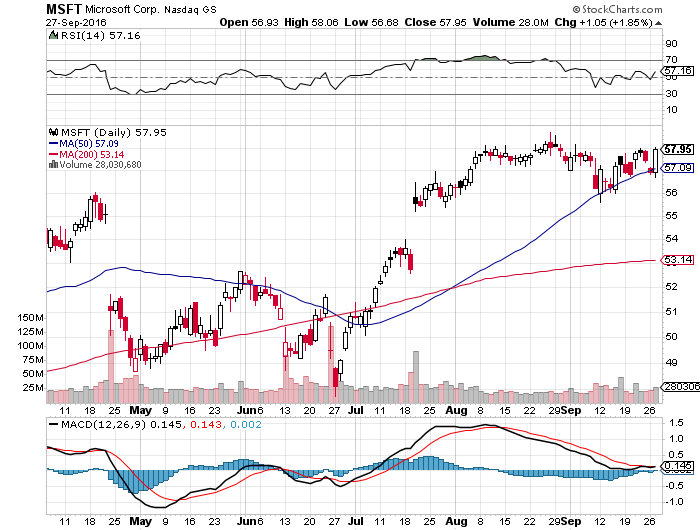 MSFT Microsoft Corp. Nasdaq GS © StockCharts.com
27-Sep-2016 Open 56.93 High 58.06 Low 56.68 Close 57.95 Volume 28.0M Chg +1.05 (+1.85%)
RSI(14) 57.16
90
70
57.16
50
30
10
MSFT (Daily) 57.95
MA(50) 57.09
MA(200) 53.14
Volume 28,030,680
57.95
57.09
56
55
54
53.14
52
51
50
49
28030680
150M
125M
100M
75M
50M
25M
11 18 25 May 9 16 23 Jun 6 13 20 27 Jul 11 18 25 Aug 8 15 22 29 Sep 12 19 26
MACD(12,26,9) 0.145, 0.143, 0.002
1.5
1.0
0.5
0.145
-0.5
-1.0
11 18 25 May 9 16 23 Jun 6 13 20 27 Jul 11 18 25 Aug 8 15 22 29 Sep 12 19 26